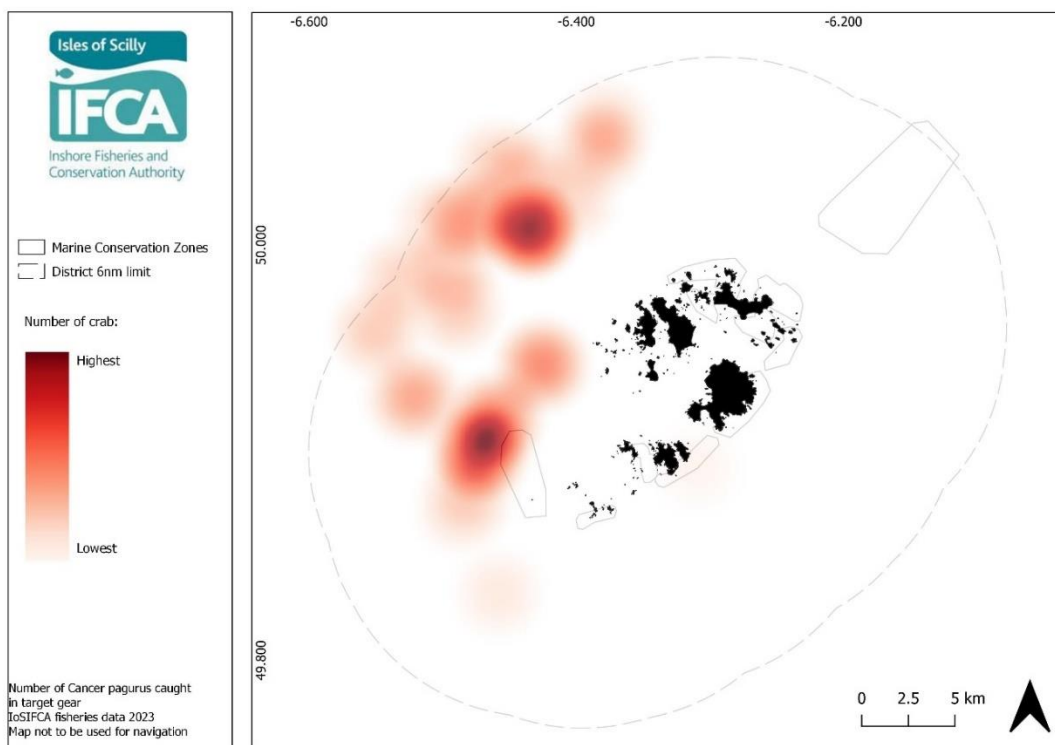 Isles of Scilly
IFCA
Inshore Fisheries and
Conservation Authority
Marine Conservation Zones
District 6nm limit
Number of crab:
Highest
Lowest
Number of Cancer pagurus caught
in target gear
IoSIFCA fisheries data 2023
Map not to be used for navigation
-6.600 -6.400 -6.200
50.000
49.800
0 2.5 5 km